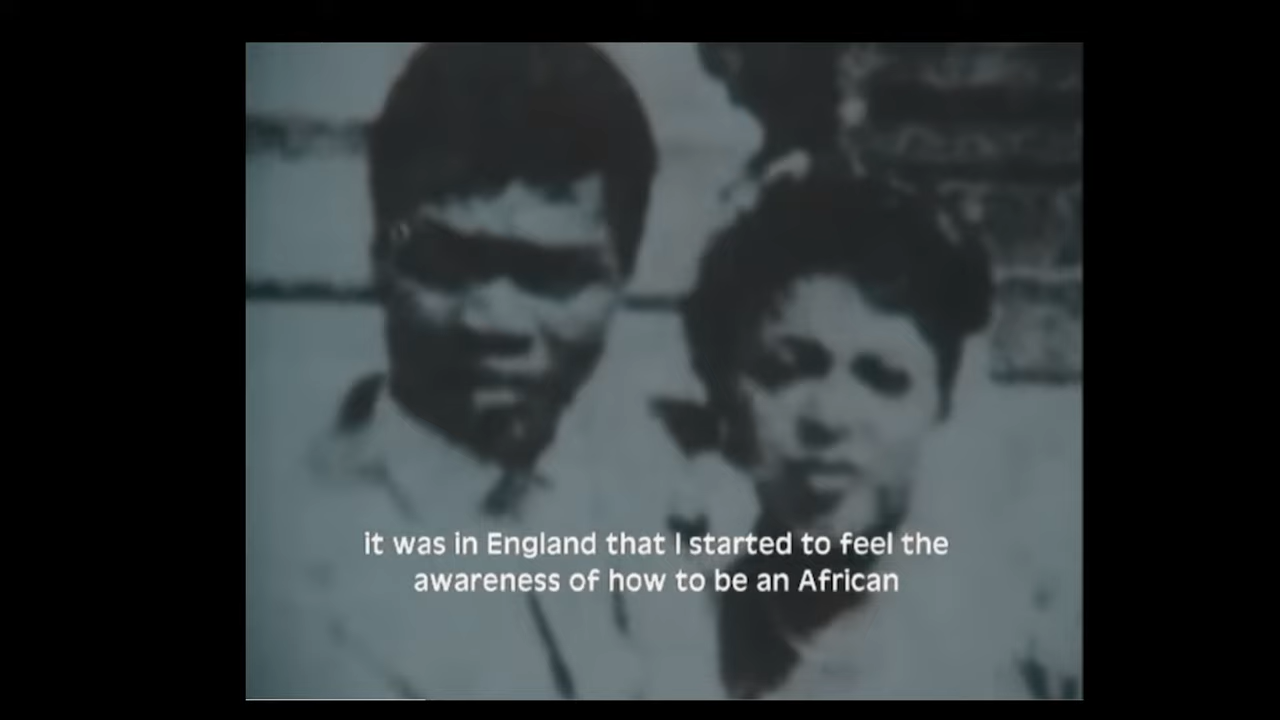 it was in England that I started to feel the
awareness of how to be an African